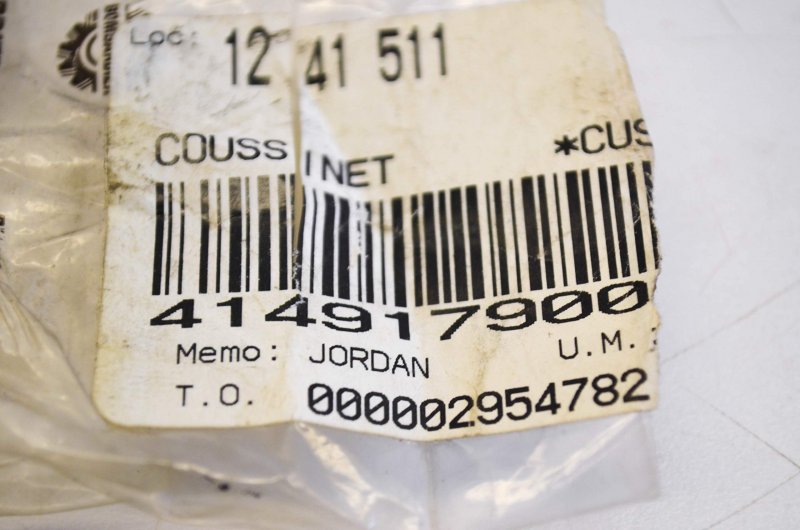 Loc: 12 41 511
COUSSINET *CUS
414917900
Memo: JORDAN U.M.:
T.O. 000002954782